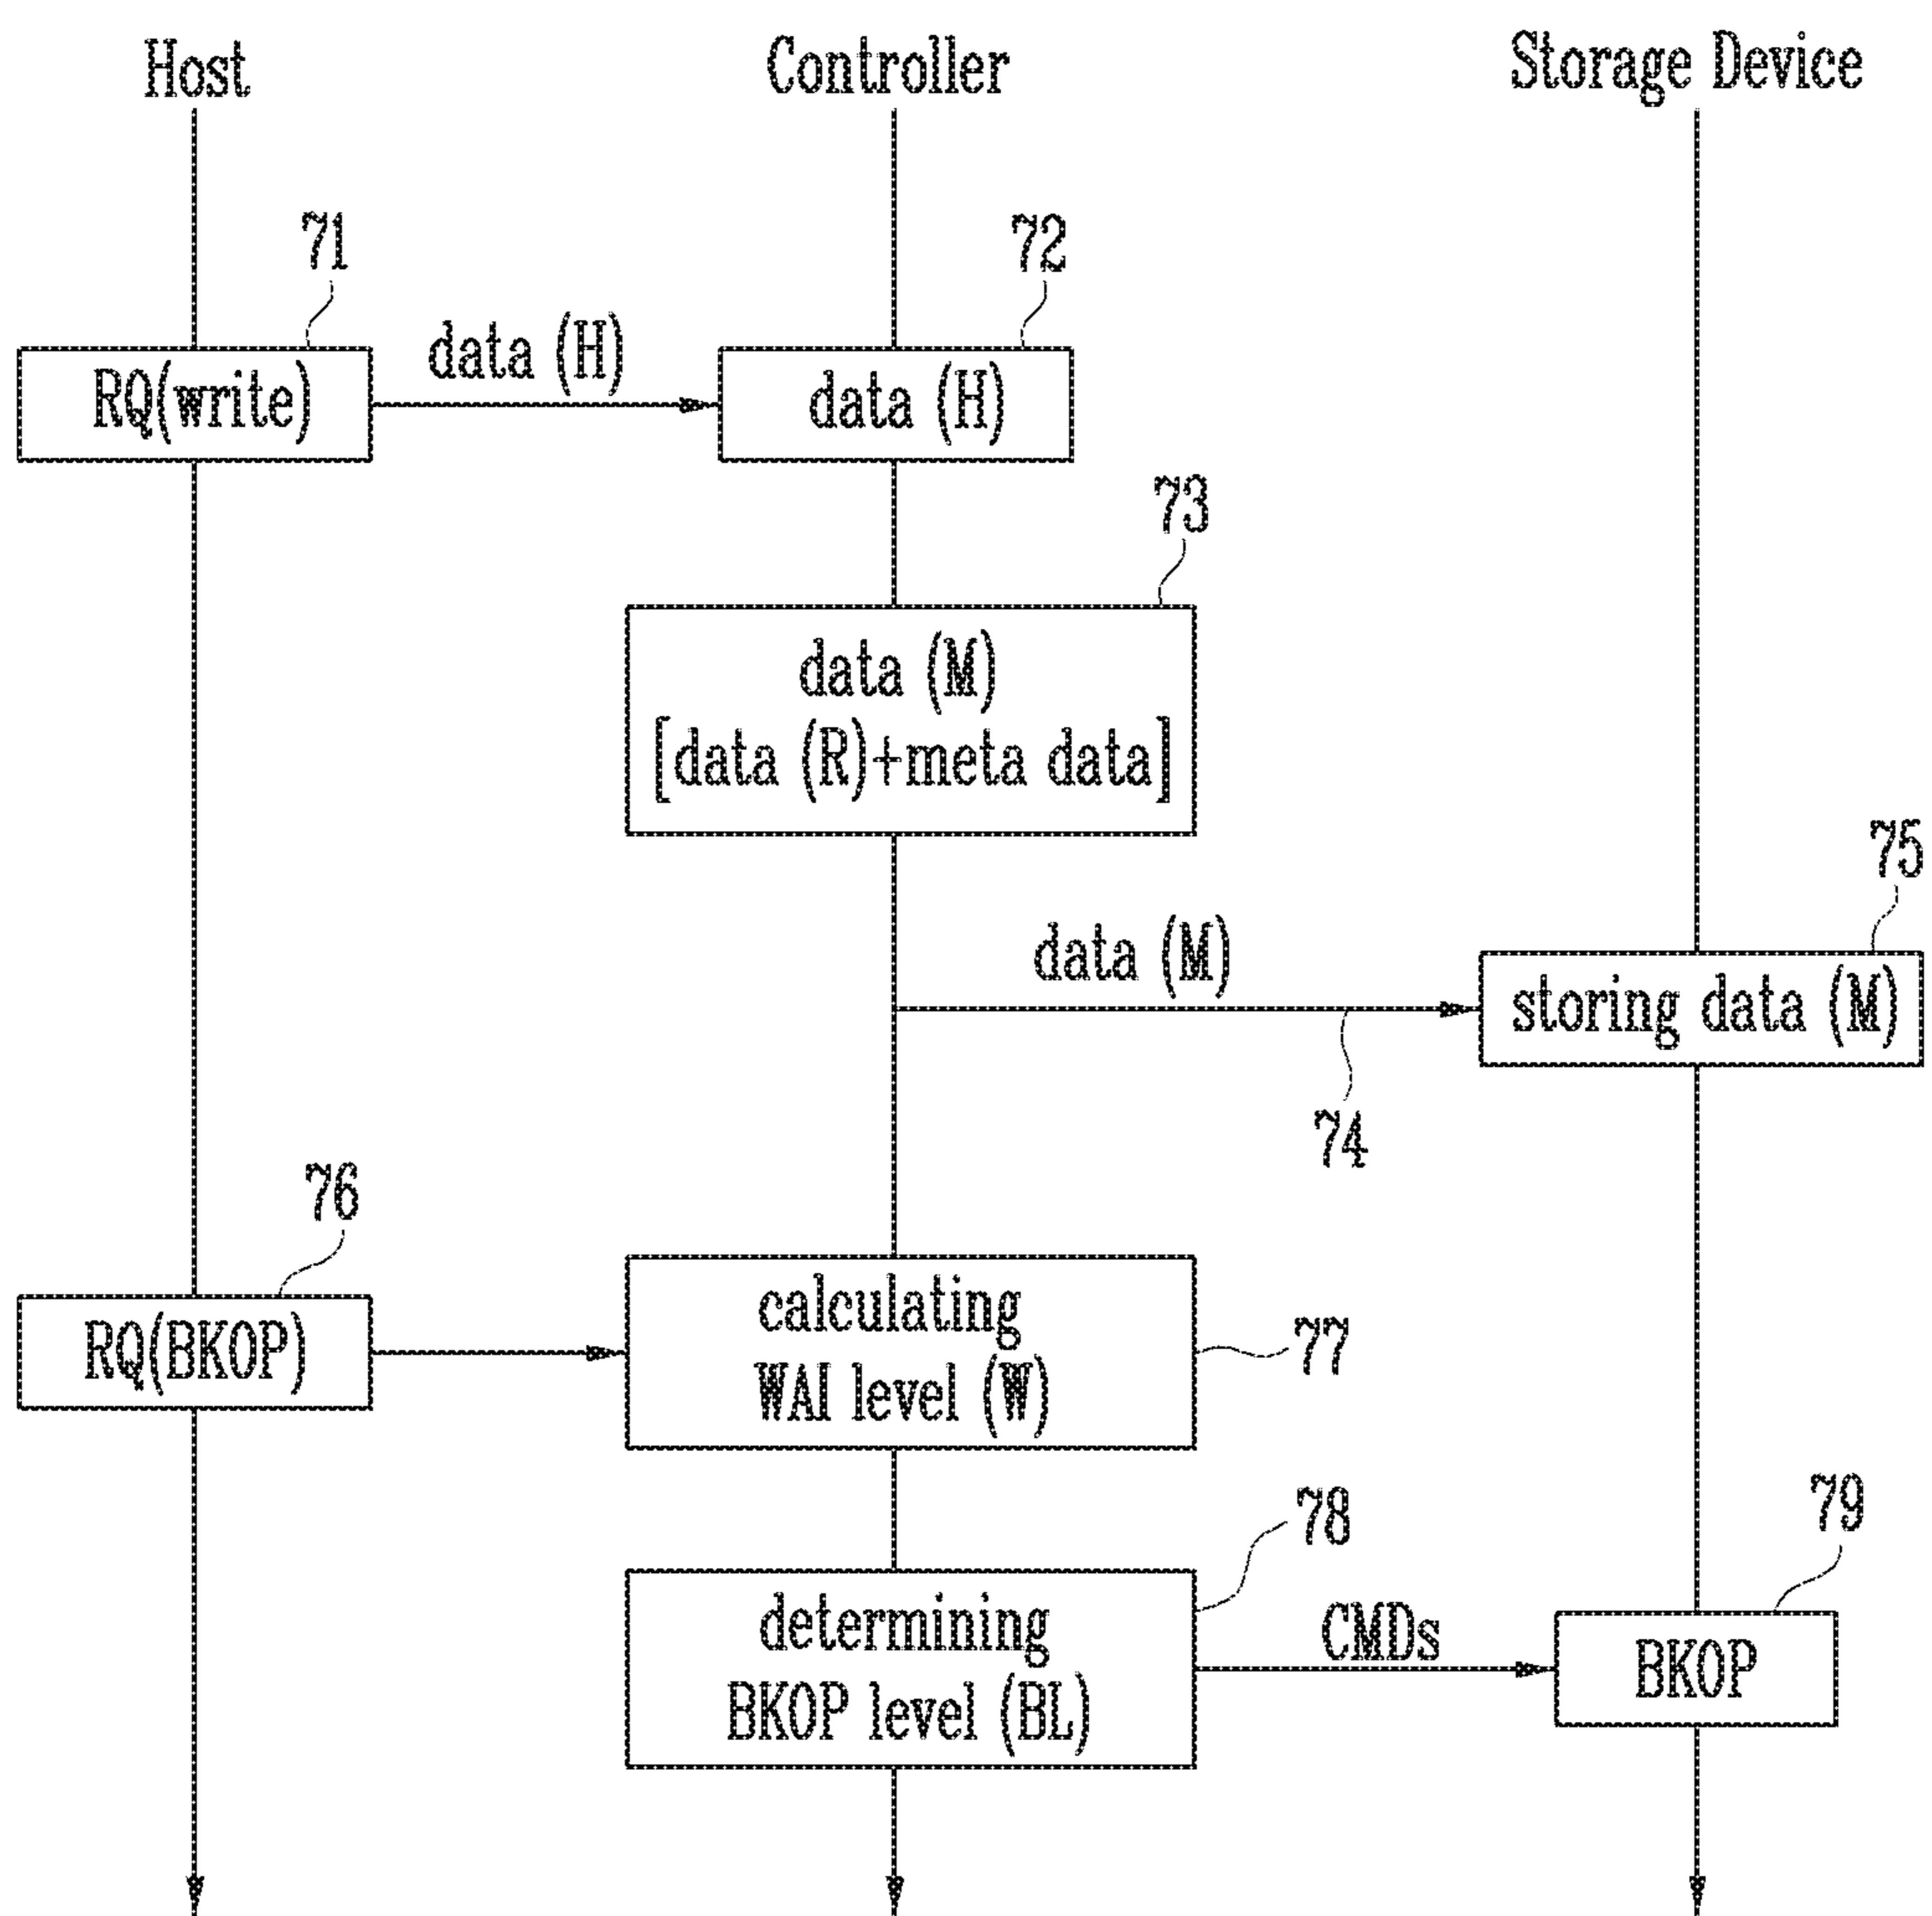 Host
Controller
Storage Device
71
72
RQ(write)
data (H)
data (H)
73
data (M)
[data (R)+meta data]
75
data (M)
storing data (M)
74
76
RQ(BKOP)
calculating
WAI level (W)
77
78
79
determining
BKOP level (BL)
CMDs
BKOP